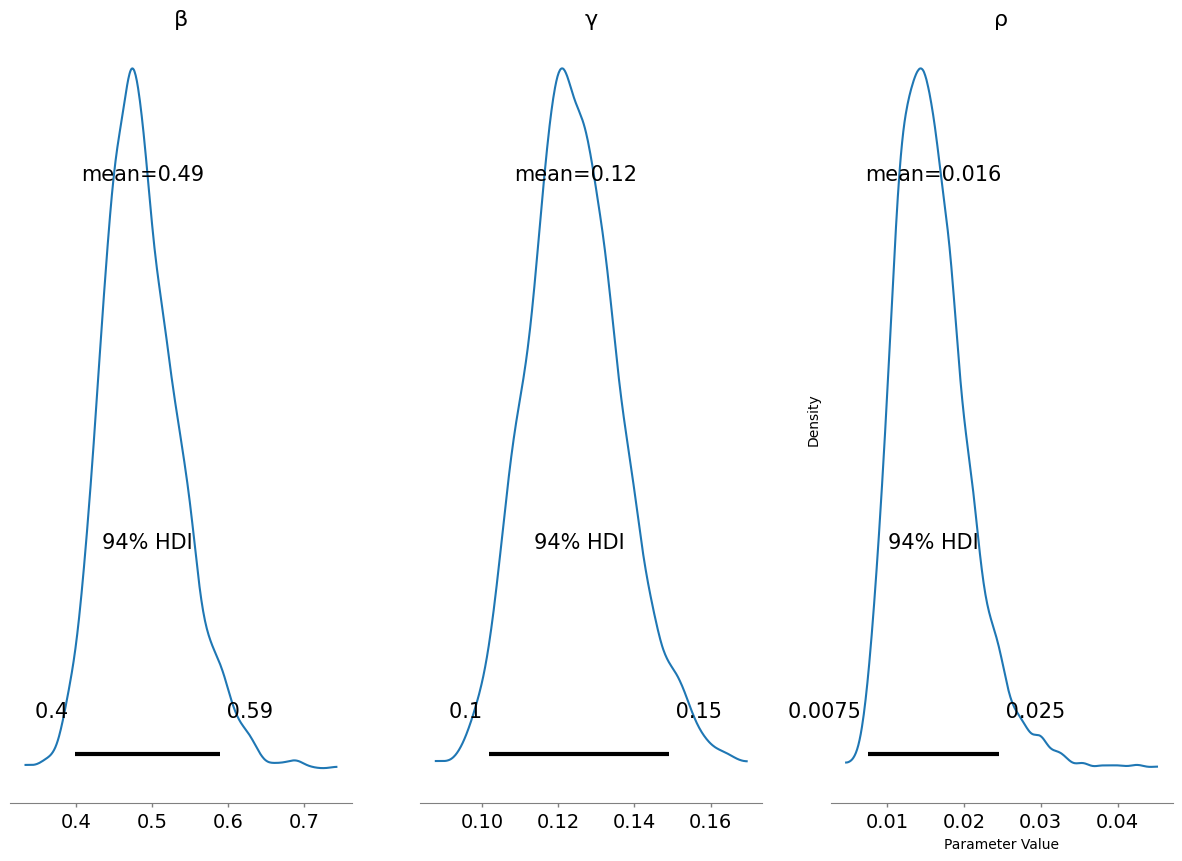 β
γ
ρ
mean=0.49
mean=0.12
mean=0.016
Density
94% HDI
94% HDI
94% HDI
0.4
0.59
0.1
0.15
0.0075
0.025
0.4 0.5 0.6 0.7
0.10 0.12 0.14 0.16
0.01 0.02 0.03 0.04
Parameter Value